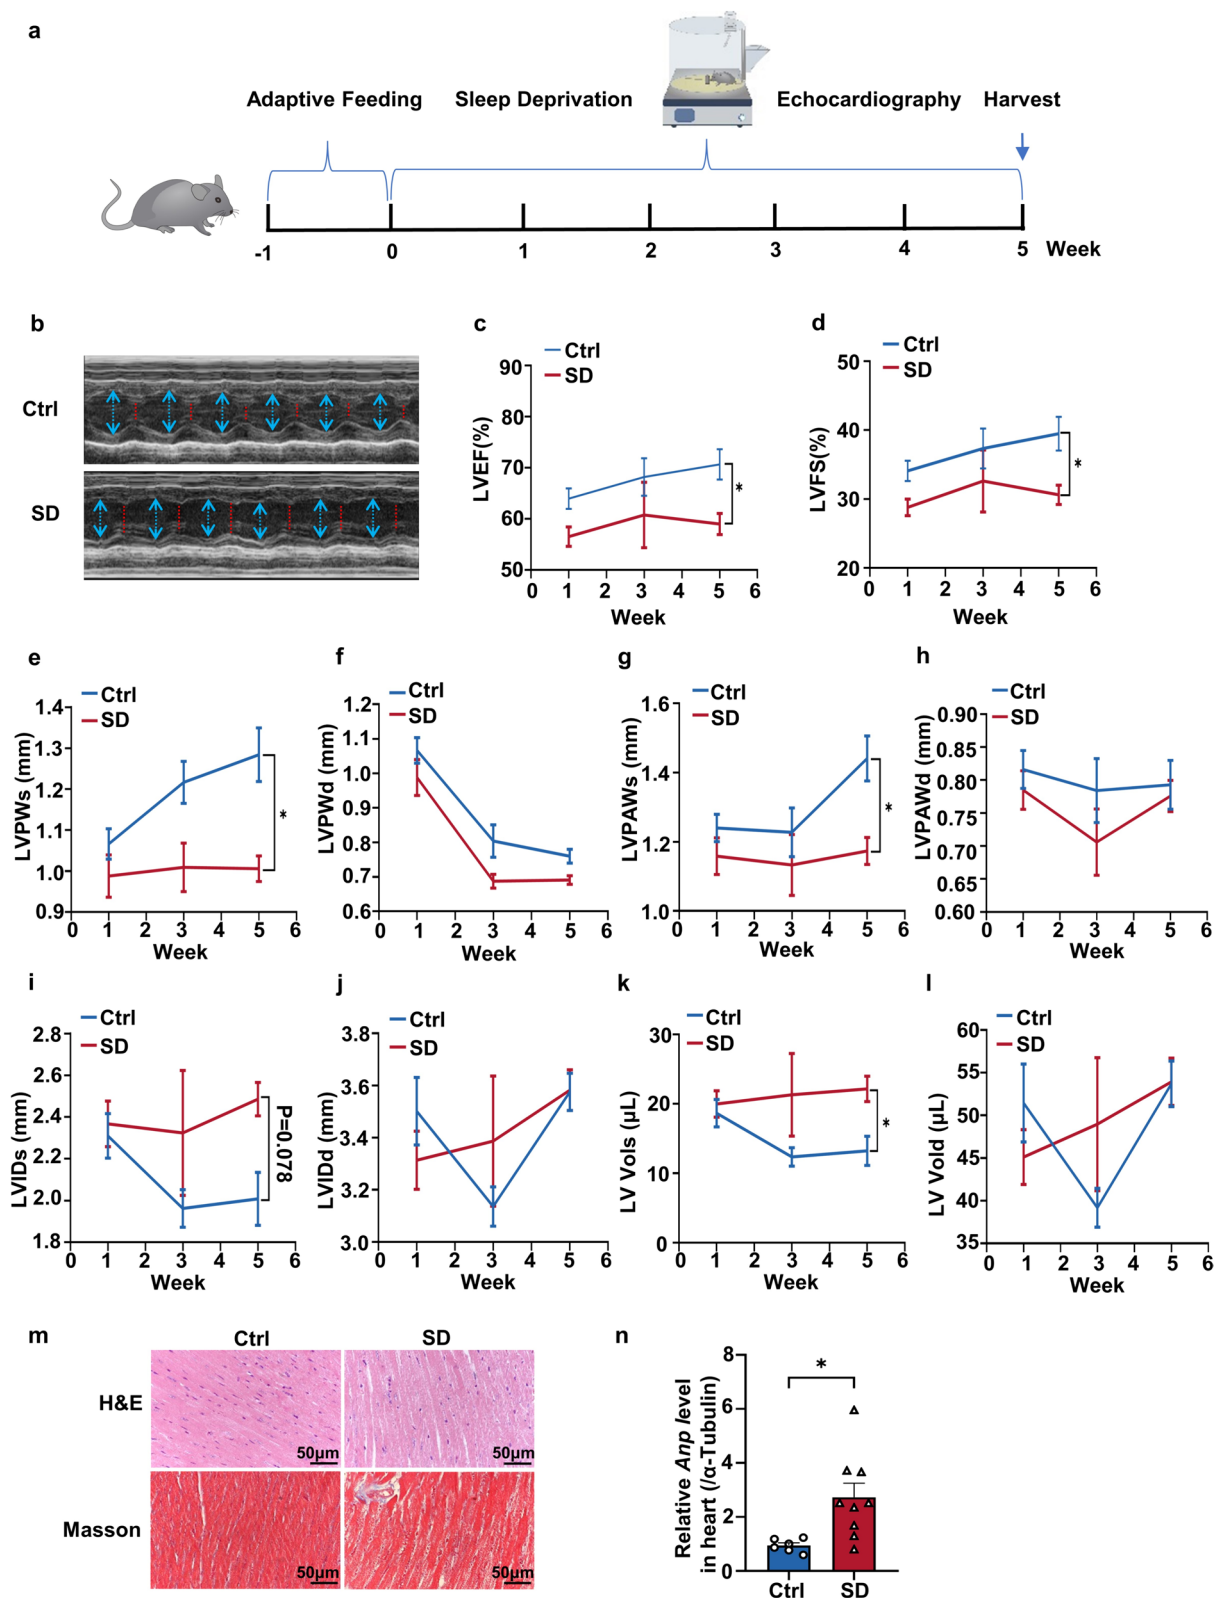 a
Adaptive Feeding Sleep Deprivation Echocardiography Harvest
-1 0 1 2 3 4 5 Week
b
Ctrl
SD
c
Ctrl
SD
LVEF(%)
90
80
70
60
50
*
0 1 2 3 4 5 6
Week
d
Ctrl
SD
LVFS(%)
50
40
30
20
*
0 1 2 3 4 5 6
Week
e
Ctrl
SD
LVPWs (mm)
1.4
1.3
1.2
1.1
1.0
0.9
*
0 1 2 3 4 5 6
Week
f
Ctrl
SD
LVPWd (mm)
1.2
1.1
1.0
0.9
0.8
0.7
0.6
0 1 2 3 4 5 6
Week
g
Ctrl
SD
LVPAWs (mm)
1.6
1.4
1.2
1.0
*
0 1 2 3 4 5 6
Week
h
Ctrl
SD
LVPAWd (mm)
0.90
0.85
0.80
0.75
0.70
0.65
0.60
0 1 2 3 4 5 6
Week
i
Ctrl
SD
LVIDs (mm)
2.8
2.6
2.4
2.2
2.0
1.8
P=0.078
0 1 2 3 4 5 6
Week
j
Ctrl
SD
LVIDd (mm)
3.8
3.6
3.4
3.2
3.0
0 1 2 3 4 5 6
Week
k
Ctrl
SD
LV Vols (μL)
30
20
10
0
*
0 1 2 3 4 5 6
Week
l
Ctrl
SD
LV Vold (μL)
60
55
50
45
40
35
0 1 2 3 4 5 6
Week
m
Ctrl SD
H&E
50μm 50μm
Masson
50μm 50μm
n
Relative Anp level
in heart (/α-Tubulin)
8
6
4
2
0
*
Ctrl SD